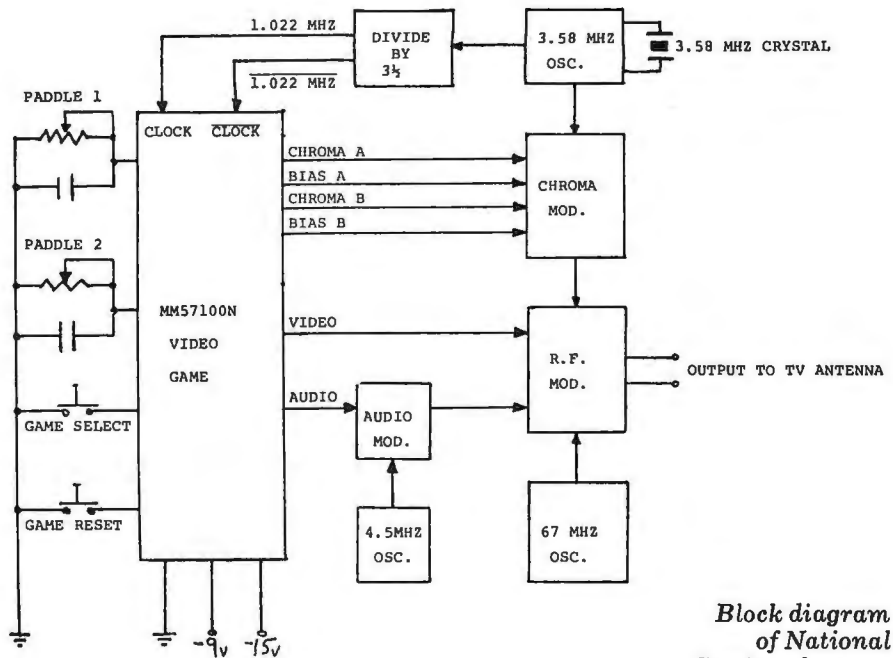 1.022 MHZ
DIVIDE
BY
3½
3.58 MHZ
OSC.
3.58 MHZ CRYSTAL
1.022 MHZ
PADDLE 1
CLOCK CLOCK
CHROMA A
BIAS A
CHROMA B
BIAS B
CHROMA
MOD.
PADDLE 2
MM57100N
VIDEO
GAME
VIDEO
R.F.
MOD.
OUTPUT TO TV ANTENNA
AUDIO
AUDIO
MOD.
GAME SELECT
GAME RESET
4.5MHZ
OSC.
67 MHZ
OSC.
-9v -15v
Block diagram
of National